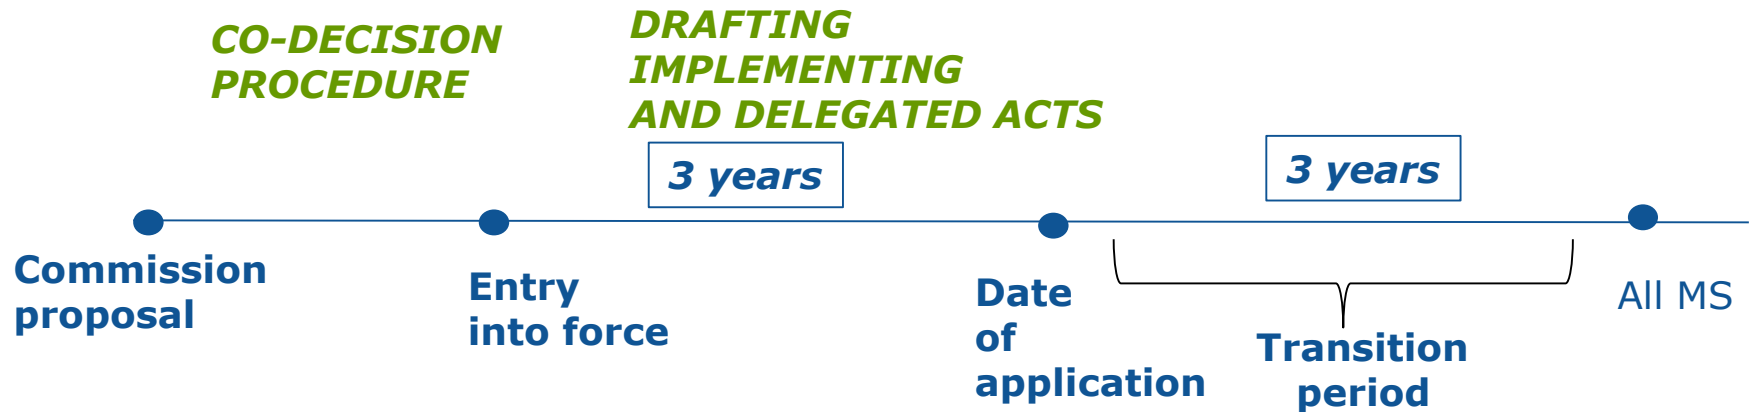 CO-DECISION
PROCEDURE
DRAFTING
IMPLEMENTING
AND DELEGATED ACTS
3 years
3 years
Commission
proposal
Entry
into force
Date
of
application
Transition
period
All MS